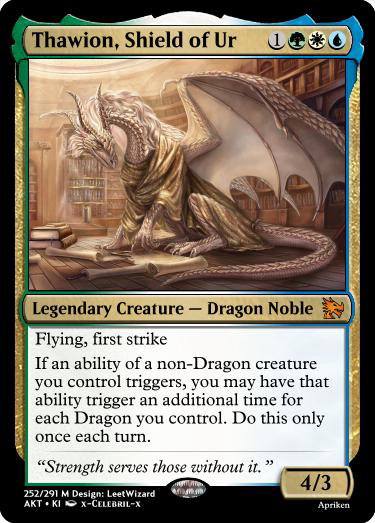 Thawion, Shield of Ur 1
Legendary Creature — Dragon Noble
Flying, first strike
If an ability of a non-Dragon creature
you control triggers, you may have that
ability trigger an additional time for
each Dragon you control. Do this only
once each turn.
“Strength serves those without it.”
4/3
252/291 M Design: LeetWizard
AKT • KI x-Celebril-x
Apriken